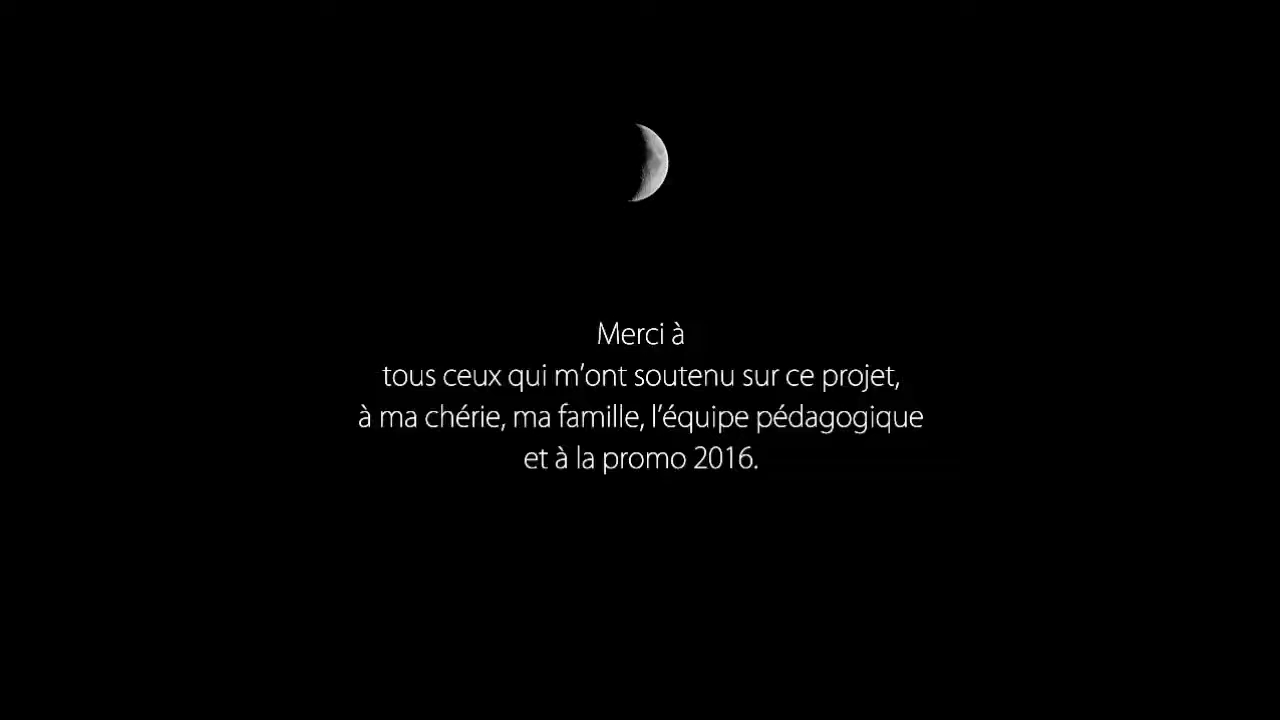 Merci à
tous ceux qui m’ont soutenu sur ce projet,
à ma chérie, ma famille, l’équipe pédagogique
et à la promo 2016.